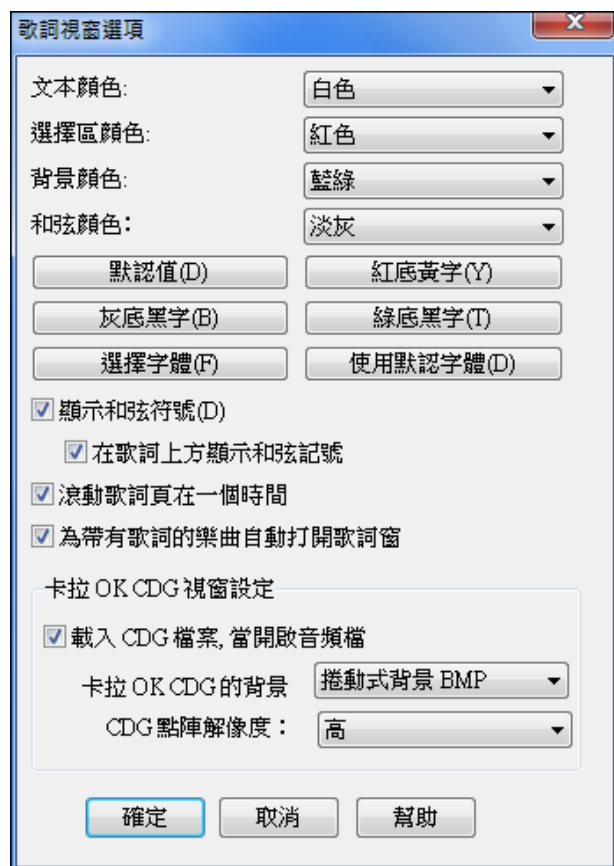 歌詞視窗選項
文本顏色: 白色
選擇區顏色: 紅色
背景顏色: 藍綠
和弦顏色： 淡灰
默認值(D) 紅底黃字(Y)
灰底黑字(B) 綠底黑字(T)
選擇字體(F) 使用默認字體(D)
顯示和弦符號(D)
在歌詞上方顯示和弦記號
滾動歌詞頁在一個時間
為帶有歌詞的樂曲自動打開歌詞窗
卡拉 OK CDG 視窗設定
載入 CDG 檔案, 當開啟音頻檔
卡拉 OK CDG 的背景 捲動式背景 BMP
CDG 點陣解像度： 高
確定 取消 幫助